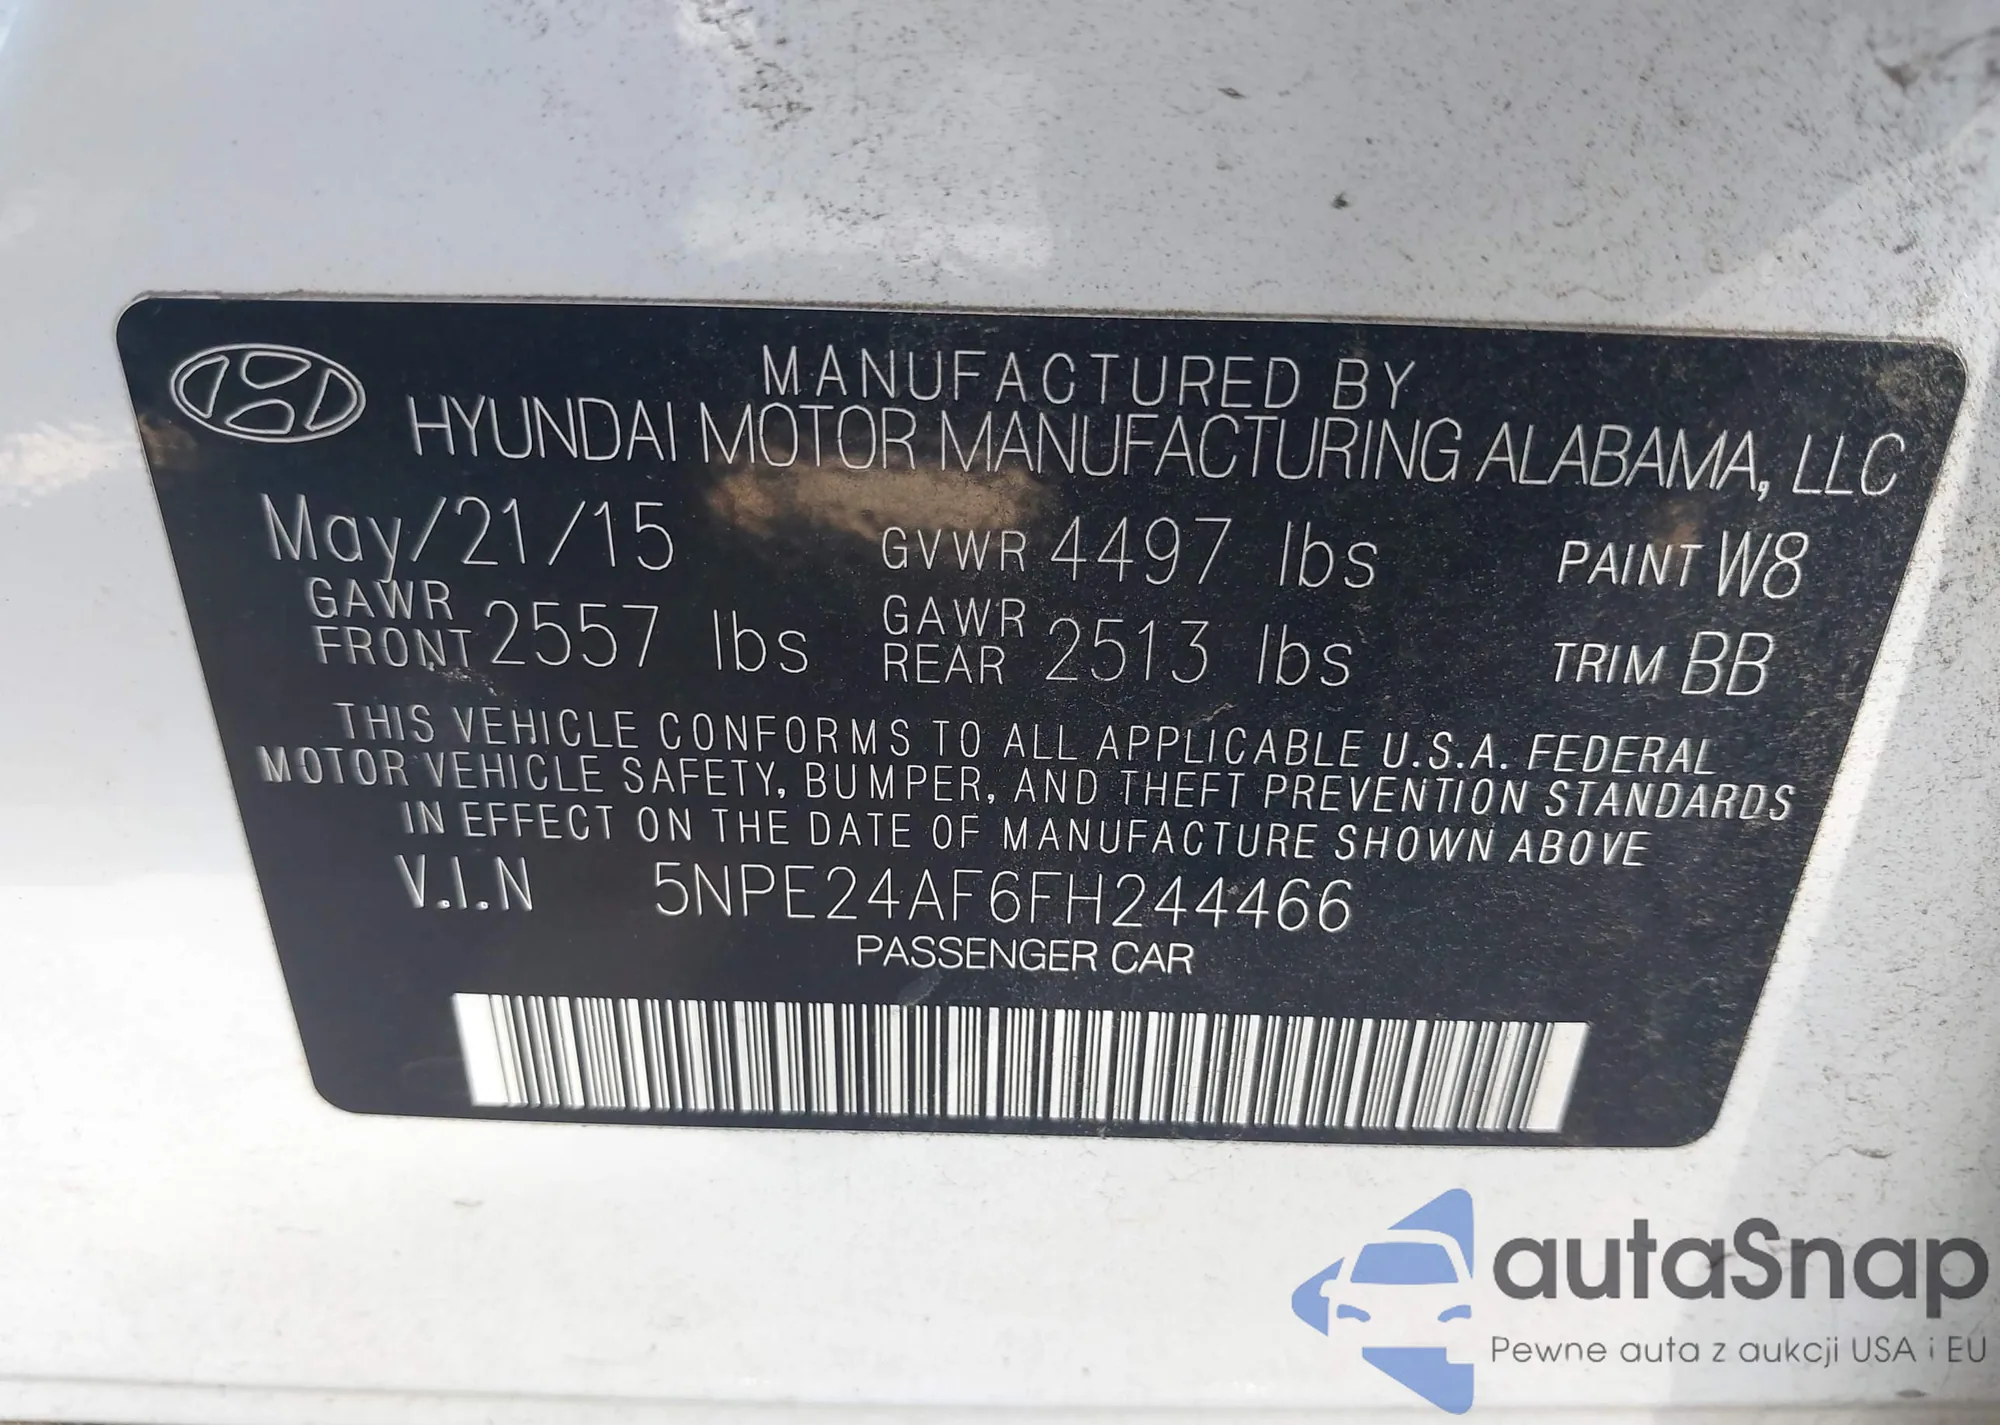 MANUFACTURED BY
HYUNDAI MOTOR MANUFACTURING ALABAMA, LLC
May/21/15 GVWR 4497 lbs PAINT W8
GAWR FRONT 2557 lbs GAWR REAR 2513 lbs TRIM BB
THIS VEHICLE CONFORMS TO ALL APPLICABLE U.S.A. FEDERAL
MOTOR VEHICLE SAFETY, BUMPER, AND THEFT PREVENTION STANDARDS
IN EFFECT ON THE DATE OF MANUFACTURE SHOWN ABOVE
V.I.N 5NPE24AF6FH244466
PASSENGER CAR
autaSnap
Pewne auta z aukcji USA i EU